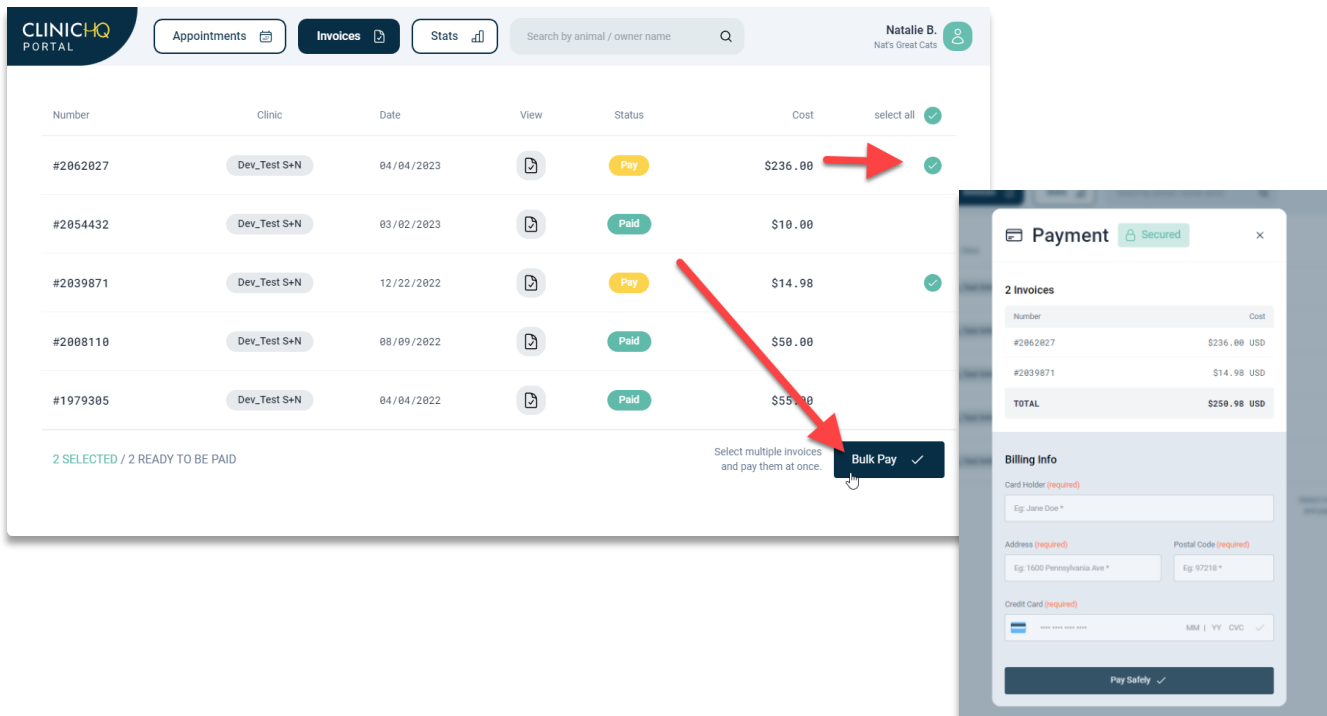 CLINICHQ
PORTAL
Appointments
Invoices
Stats
Search by animal / owner name
Natalie B.
Nat's Great Cats
Number Clinic Date View Status Cost select all
#2062027 Dev_Test S+N 04/04/2023 Pay $236.00
#2054432 Dev_Test S+N 03/02/2023 Paid $10.00
#2039871 Dev_Test S+N 12/22/2022 Pay $14.98
#2008110 Dev_Test S+N 08/09/2022 Paid $50.00
#1979305 Dev_Test S+N 04/04/2022 Paid $55.00
2 SELECTED / 2 READY TO BE PAID
Select multiple invoices
and pay them at once.
Bulk Pay
Payment
Secured
2 Invoices
Number Cost
#2062027 $236.00 USD
#2039871 $14.98 USD
TOTAL $250.98 USD
Billing Info
Card Holder (required)
Eg: Jane Doe *
Address (required) Postal Code (required)
Eg: 1600 Pennsylvania Ave * Eg: 97218 *
Credit Card (required)
•••• •••• •••• •••• MM | YY CVC
Pay Safely